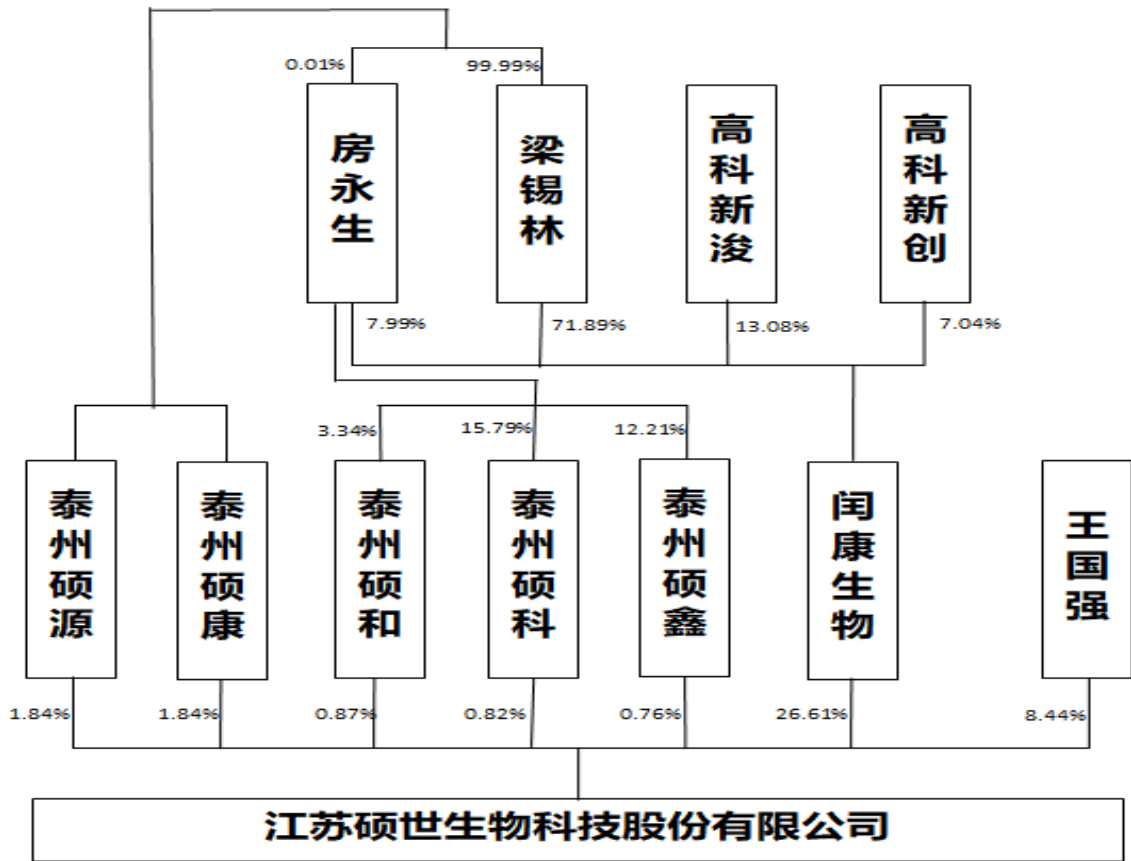 0.01%
99.99%
房永生
梁锡林
高科新浚
高科新创
7.99%
71.89%
13.08%
7.04%
3.34%
15.79%
12.21%
泰州硕源
泰州硕康
泰州硕和
泰州硕科
泰州硕鑫
闰康生物
王国强
1.84%
1.84%
0.87%
0.82%
0.76%
26.61%
8.44%
江苏硕世生物科技股份有限公司